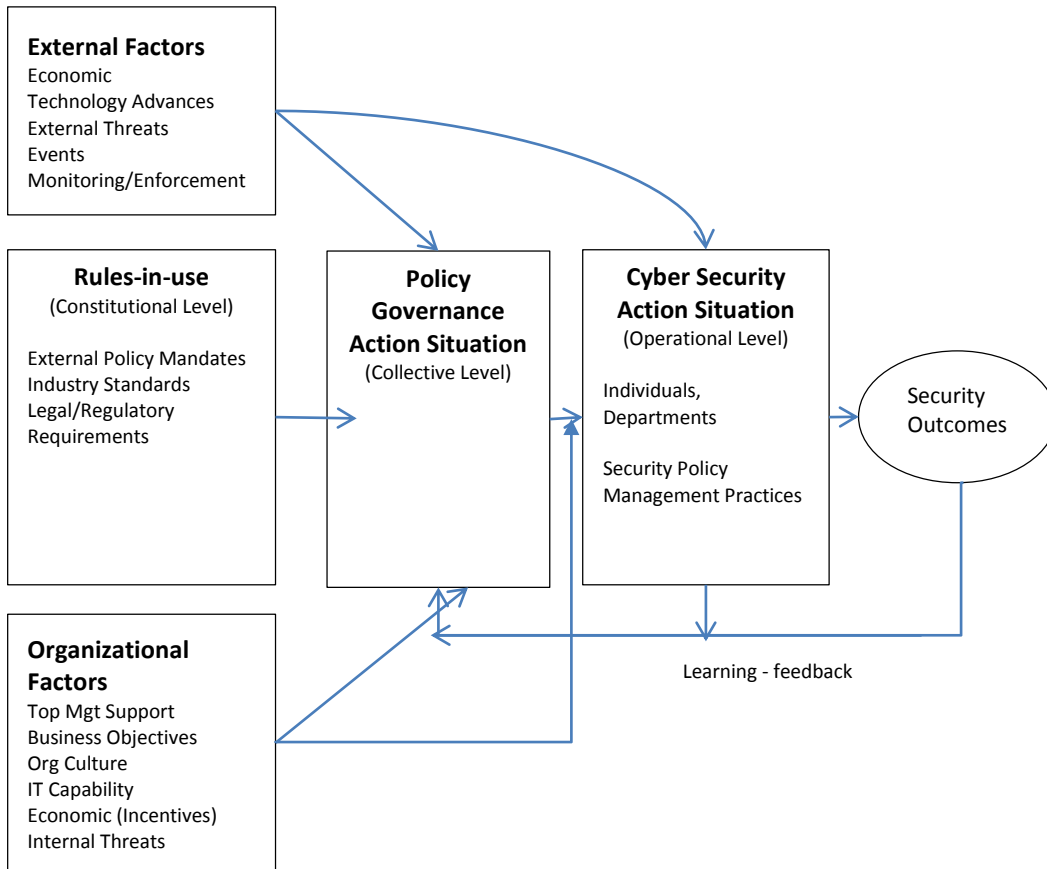 External Factors
Economic
Technology Advances
External Threats
Events
Monitoring/Enforcement
Rules-in-use
(Constitutional Level)
External Policy Mandates
Industry Standards
Legal/Regulatory
Requirements
Policy
Governance
Action Situation
(Collective Level)
Cyber Security
Action Situation
(Operational Level)
Individuals,
Departments
Security Policy
Management Practices
Security
Outcomes
Learning - feedback
Organizational
Factors
Top Mgt Support
Business Objectives
Org Culture
IT Capability
Economic (Incentives)
Internal Threats